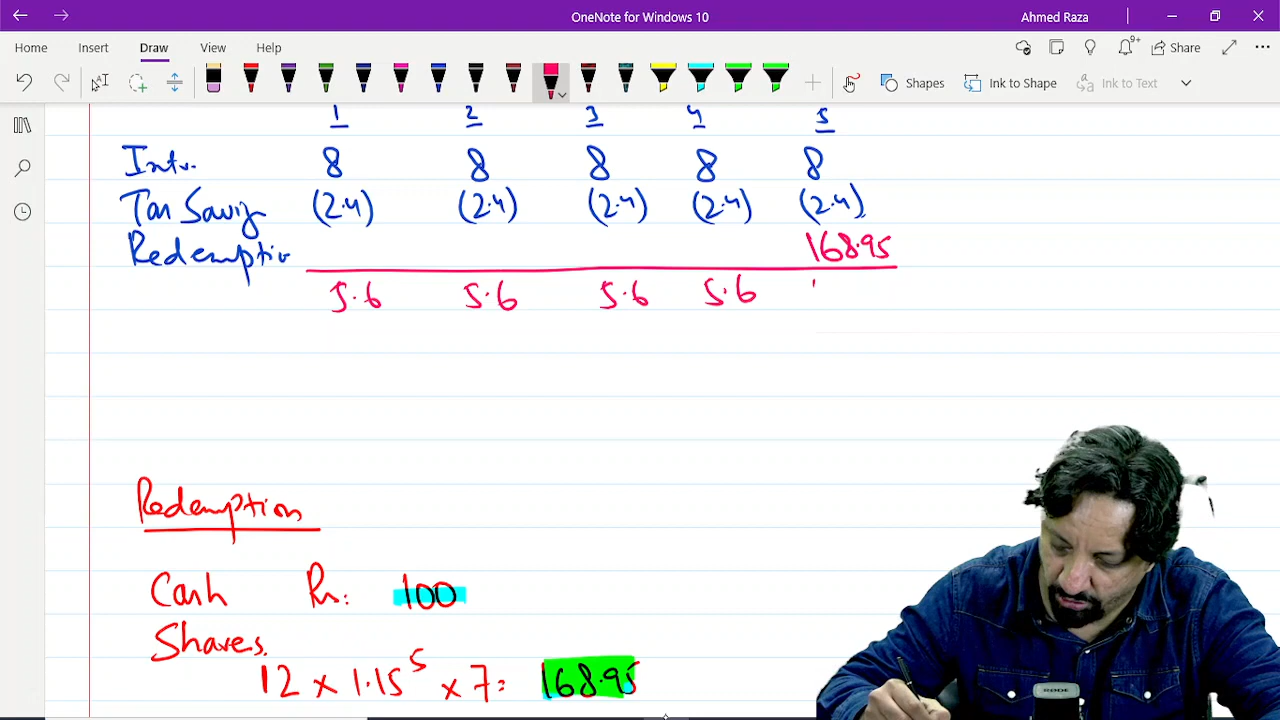 OneNote for Windows 10
Ahmed Raza
Home Insert Draw View Help
9+
Share
Shapes
Ink to Shape
Ink to Text
1 2 3 4 5
Intr. 8 8 8 8 8
Tax Saving (2.4) (2.4) (2.4) (2.4) (2.4)
Redemption 168.95
5.6 5.6 5.6 5.6
Redemption
Cash Rs. 100
Shares.
12 x 1.15^5 x 7 = 168.95
RODE